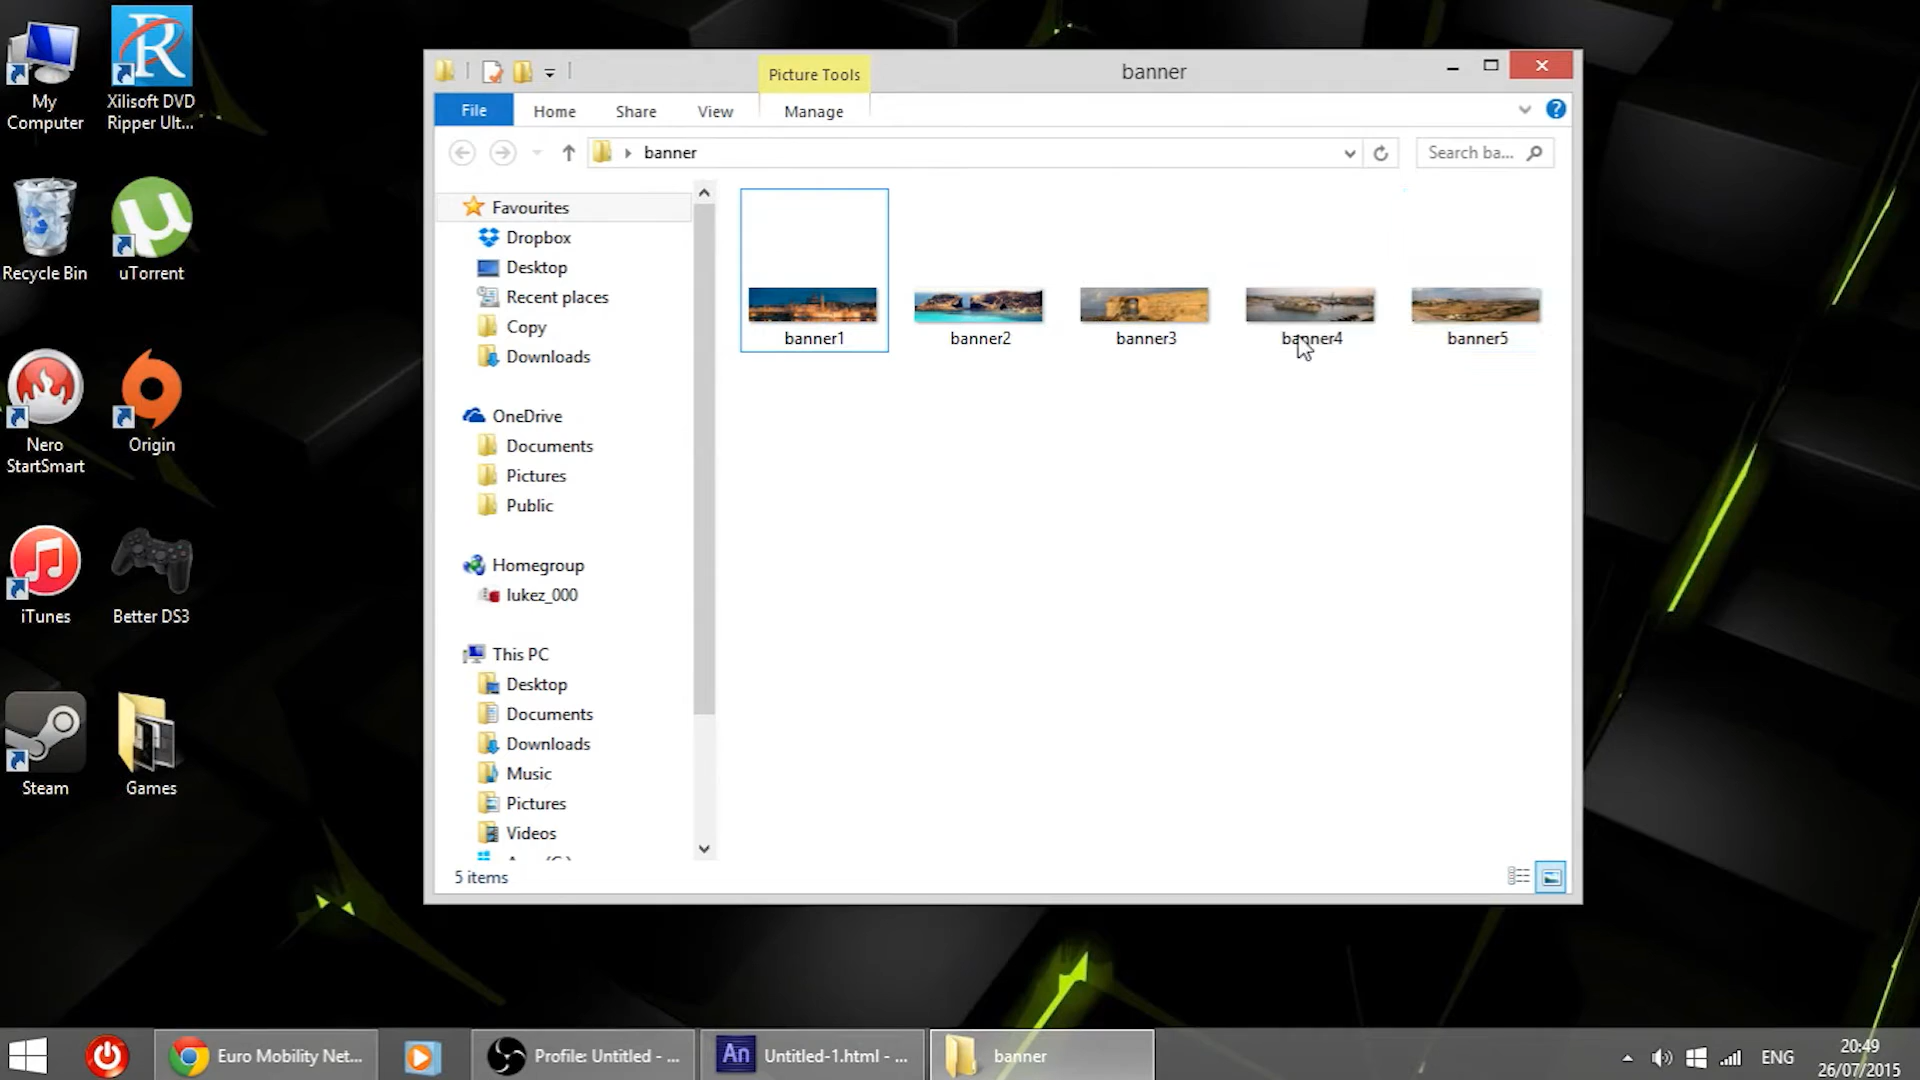 My
Computer
Xilisoft DVD
Ripper Ult...
Recycle Bin
uTorrent
Nero
StartSmart
Origin
iTunes
Better DS3
Steam
Games
Picture Tools
banner
File
Home
Share
View
Manage
banner
Search ba...
Favourites
Dropbox
Desktop
Recent places
Copy
Downloads
OneDrive
Documents
Pictures
Public
Homegroup
lukez_000
This PC
Desktop
Documents
Downloads
Music
Pictures
Videos
banner1
banner2
banner3
banner4
banner5
5 items
Euro Mobility Net...
Profile: Untitled - ...
An
Untitled-1.html - ...
banner
ENG
20:49
26/07/2015